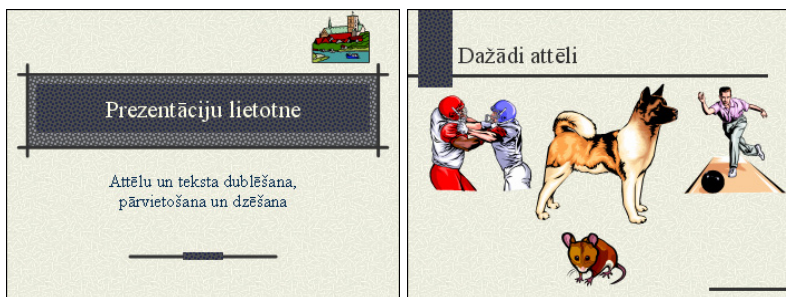 Prezentāciju lietotne
Attēlu un teksta dublēšana,
pārvietošana un dzēšana
Dažādi attēli